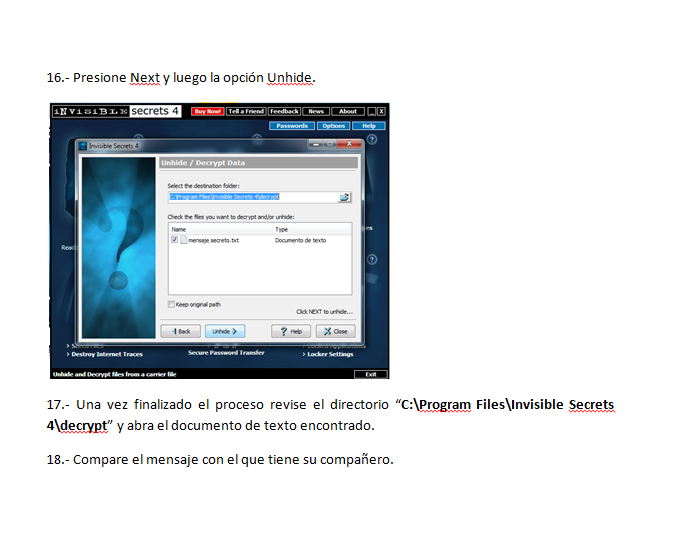 16.- Presione Next y luego la opción Unhide.
iNViSiBLE secrets 4 Buy Now! Tell a Friend Feedback News About _ X
Passwords Options Help
Invisible Secrets 4
Unhide / Decrypt Data
Select the destination folder:
C:\Program Files\Invisible Secrets 4\decrypt
Check the files you want to decrypt and/or unhide:
Name Type
mensaje secreto.txt Documento de texto
Keep original path
Click NEXT to unhide...
Back Unhide Help Close
Destroy Internet Traces Secure Password Transfer Locker Settings
Unhide and Decrypt files from a carrier file Exit
17.- Una vez finalizado el proceso revise el directorio “C:\Program Files\Invisible Secrets
4\decrypt” y abra el documento de texto encontrado.
18.- Compare el mensaje con el que tiene su compañero.